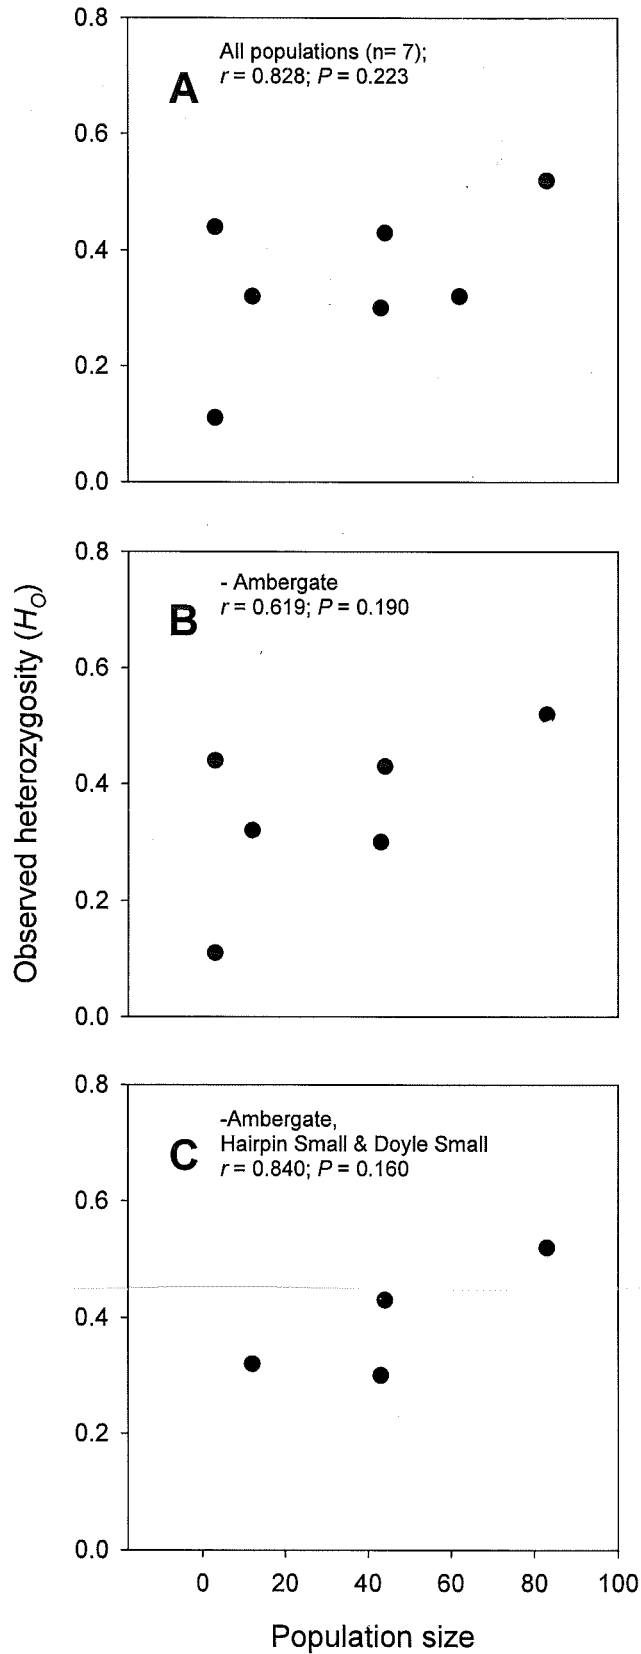 0.8
All populations (n= 7);
r = 0.828; P = 0.223
A
0.6
0.4
0.2
0.0
0.8
- Ambergate
r = 0.619; P = 0.190
B
0.6
0.4
0.2
0.0
Observed heterozygosity (HO)
0.8
-Ambergate,
Hairpin Small & Doyle Small
r = 0.840; P = 0.160
C
0.6
0.4
0.2
0.0
0 20 40 60 80 100
Population size